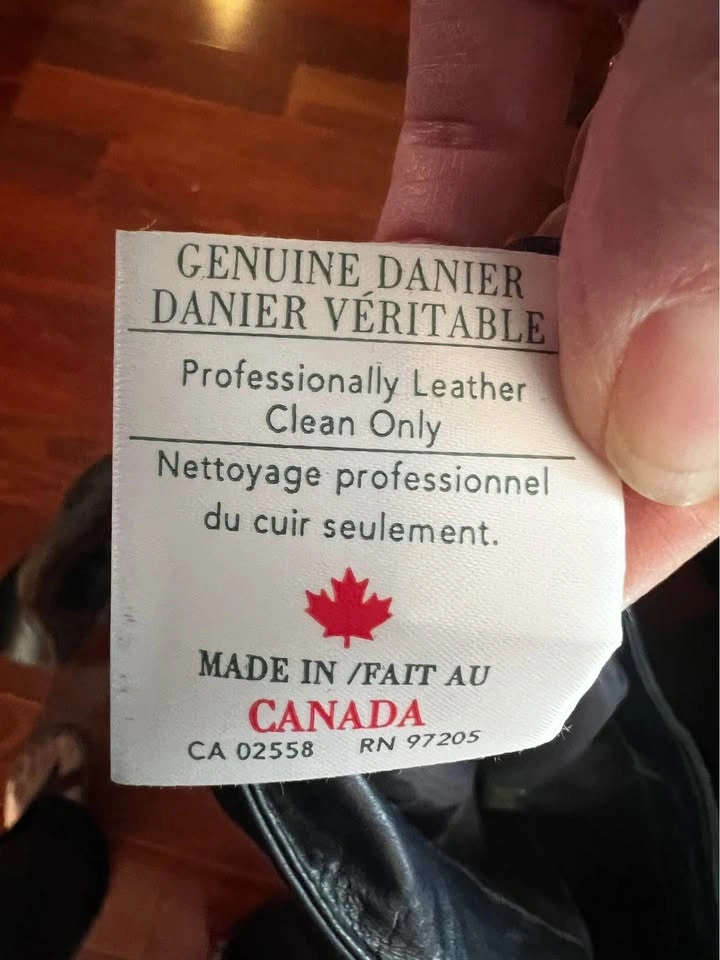 GENUINE DANIER
DANIER VÉRITABLE
Professionally Leather
Clean Only
Nettoyage professionnel
du cuir seulement.
MADE IN /FAIT AU
CANADA
CA 02558 RN 97205